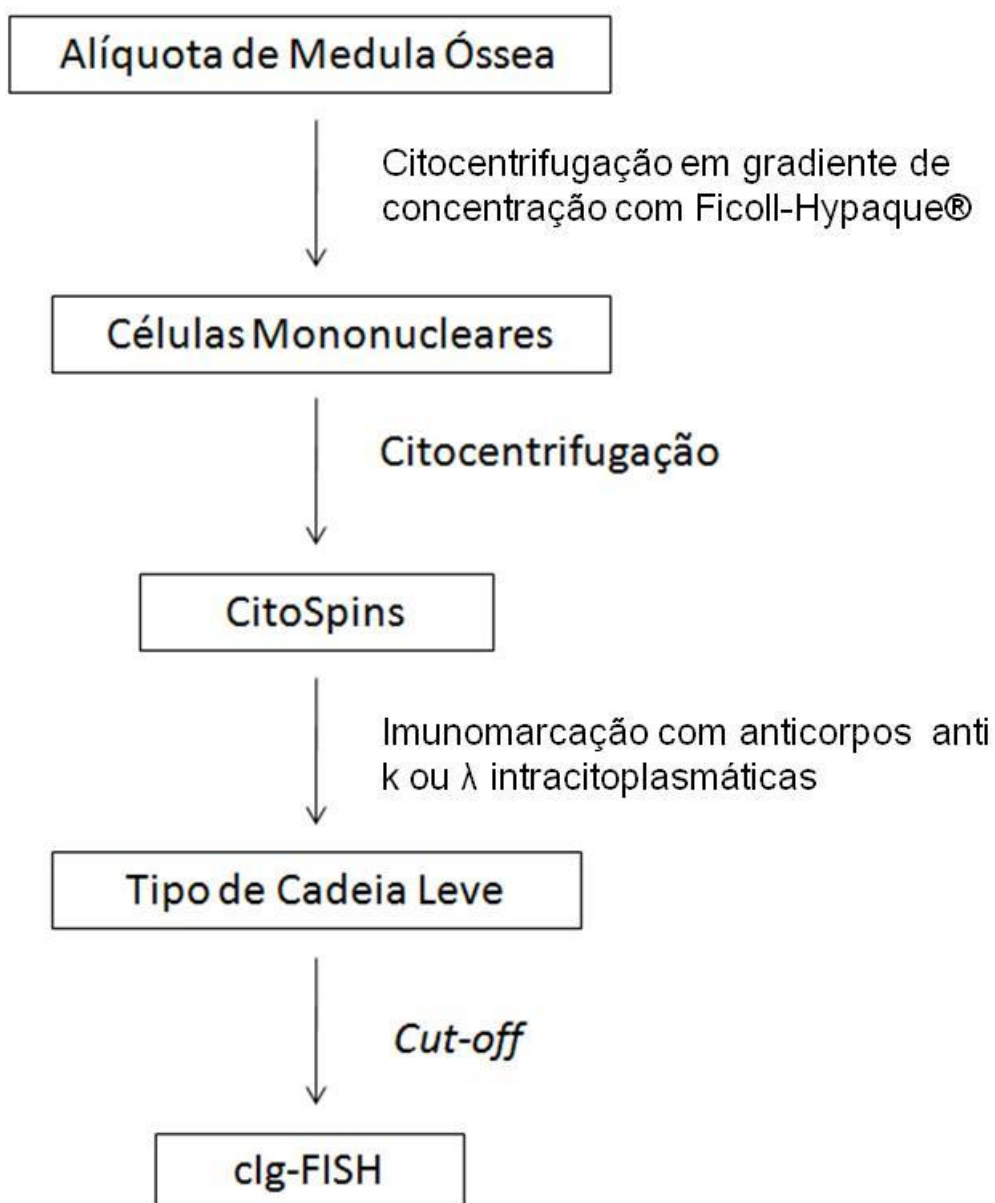 Alíquota de Medula Óssea
Citocentrifugação em gradiente de
concentração com Ficoll-Hypaque®
Células Mononucleares
Citocentrifugação
CitoSpins
Imunomarcação com anticorpos anti
k ou λ intracitoplasmáticas
Tipo de Cadeia Leve
Cut-off
cIg-FISH